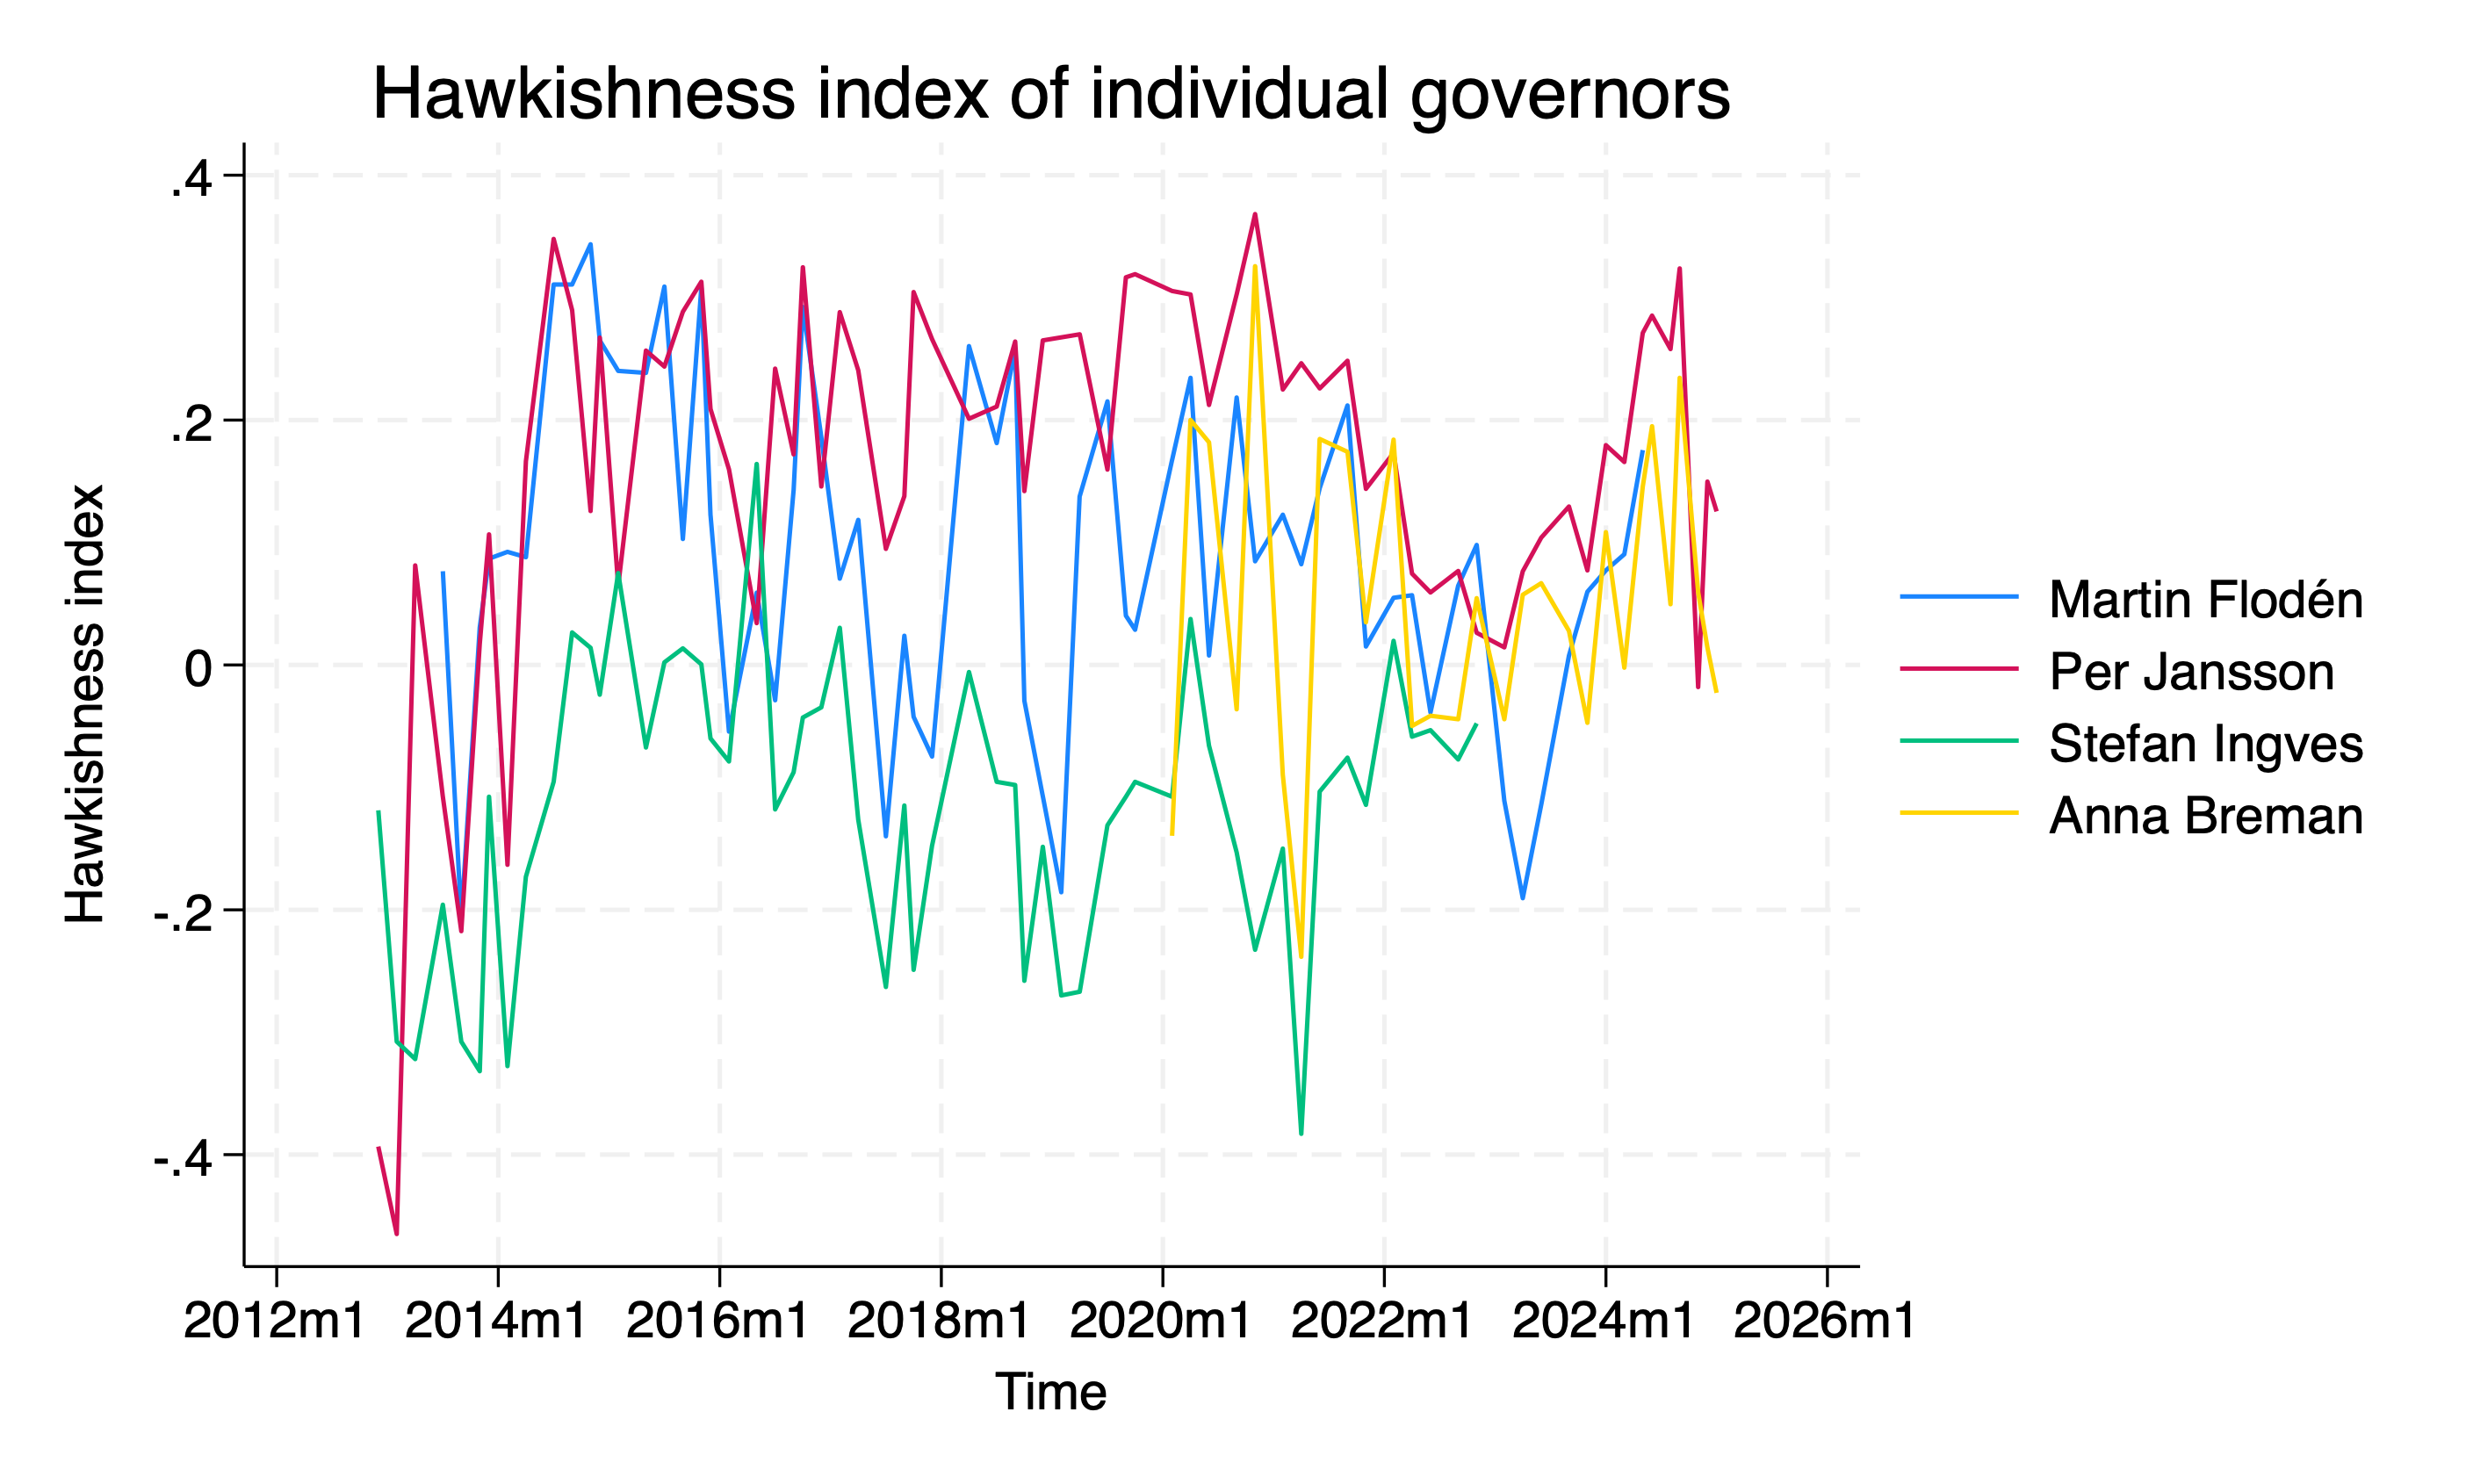 Hawkishness index of individual governors
Hawkishness index
.4
.2
0
-.2
-.4
2012m1 2014m1 2016m1 2018m1 2020m1 2022m1 2024m1 2026m1
Time
Martin Flodén
Per Jansson
Stefan Ingves
Anna Breman